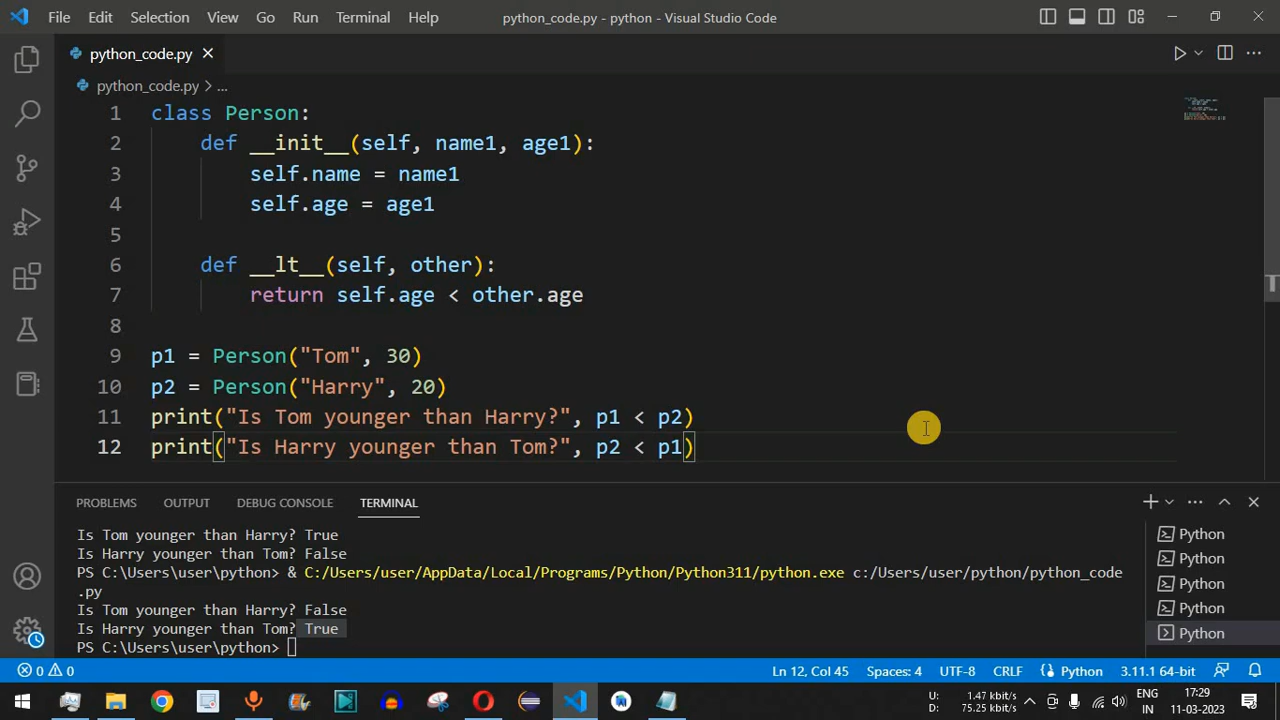 File Edit Selection View Go Run Terminal Help python_code.py - python - Visual Studio Code
python_code.py
python_code.py > ...
1 class Person:
2     def __init__(self, name1, age1):
3         self.name = name1
4         self.age = age1
5
6     def __lt__(self, other):
7         return self.age < other.age
8
9 p1 = Person("Tom", 30)
10 p2 = Person("Harry", 20)
11 print("Is Tom younger than Harry?", p1 < p2)
12 print("Is Harry younger than Tom?", p2 < p1)
PROBLEMS OUTPUT DEBUG CONSOLE TERMINAL
Is Tom younger than Harry? True
Is Harry younger than Tom? False
PS C:\Users\user\python> & C:/Users/user/AppData/Local/Programs/Python/Python311/python.exe c:/Users/user/python/python_code
.py
Is Tom younger than Harry? False
Is Harry younger than Tom? True
PS C:\Users\user\python>
Python
Python
Python
Python
Python
0 0 Ln 12, Col 45 Spaces: 4 UTF-8 CRLF Python 3.11.1 64-bit
U: 1.47 kbit/s
D: 75.25 kbit/s
ENG
IN
17:29
11-03-2023